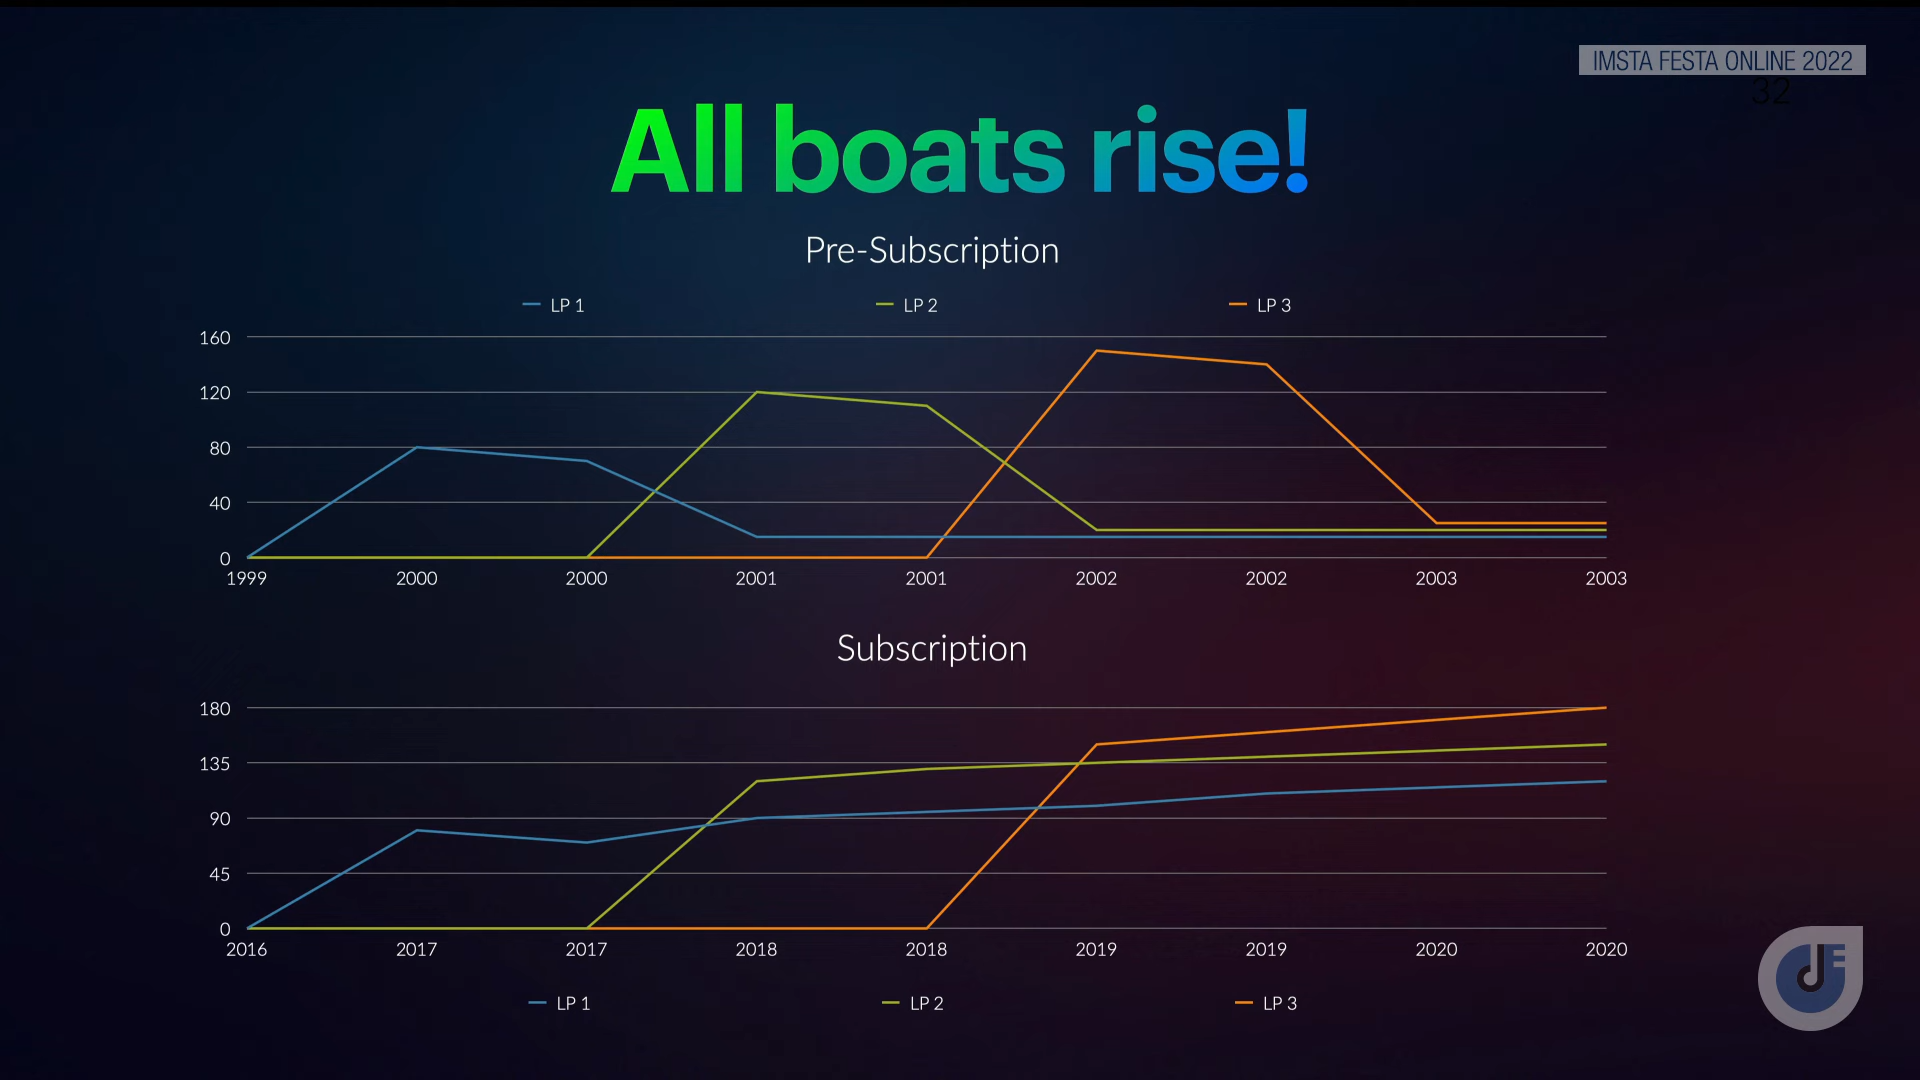 IMSTA FESTA ONLINE 2022
32
All boats rise!
Pre-Subscription
LP 1 LP 2 LP 3
160
120
80
40
0
1999 2000 2000 2001 2001 2002 2002 2003 2003
Subscription
180
135
90
45
0
2016 2017 2017 2018 2018 2019 2019 2020 2020
LP 1 LP 2 LP 3